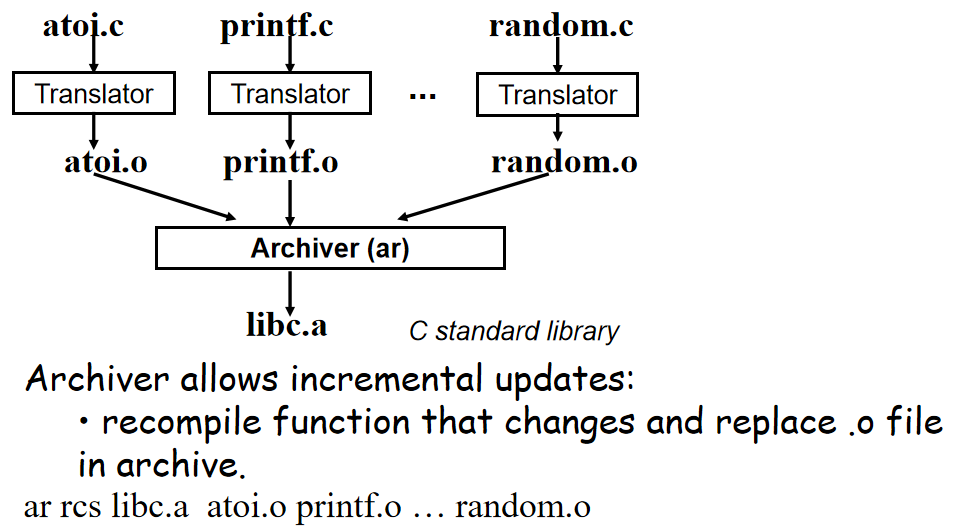 atoi.c printf.c random.c
Translator Translator ... Translator
atoi.o printf.o random.o
Archiver (ar)
libc.a C standard library
Archiver allows incremental updates:
• recompile function that changes and replace .o file
in archive.
ar rcs libc.a atoi.o printf.o … random.o